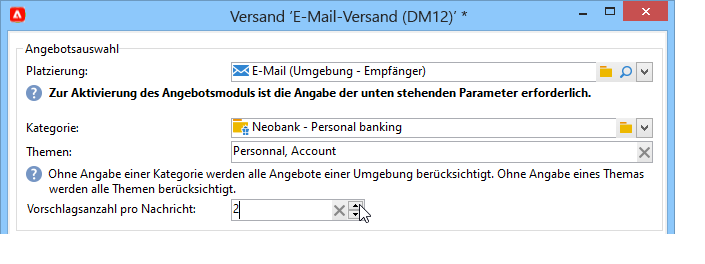 Versand ‘E-Mail-Versand (DM12)’ *
Angebotsauswahl
Platzierung: E-Mail (Umgebung - Empfänger)
Zur Aktivierung des Angebotsmoduls ist die Angabe der unten stehenden Parameter erforderlich.
Kategorie: Neobank - Personal banking
Themen: Personnal, Account
Ohne Angabe einer Kategorie werden alle Angebote einer Umgebung berücksichtigt. Ohne Angabe eines Themas
werden alle Themen berücksichtigt.
Vorschlagsanzahl pro Nachricht: 2